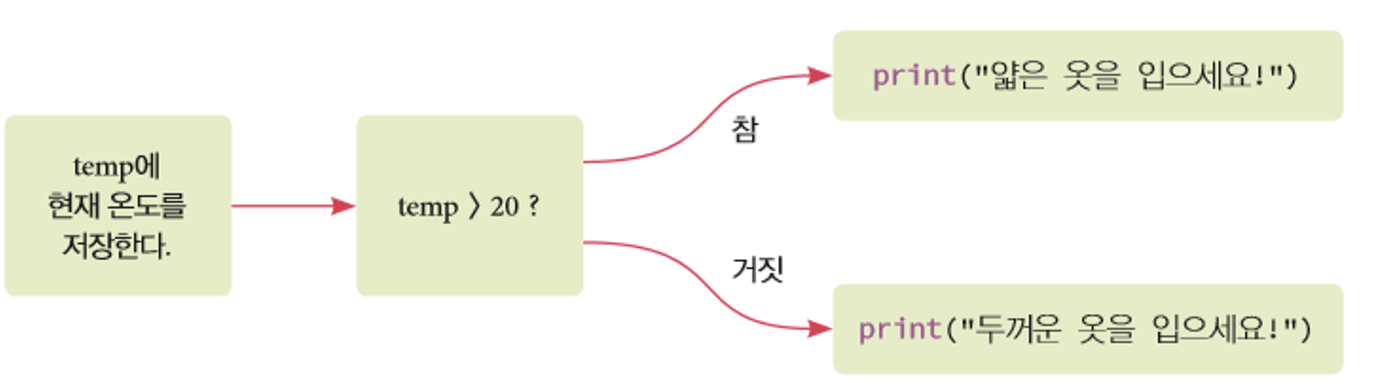 temp에
현재 온도를
저장한다.
temp > 20 ?
참
print("얇은 옷을 입으세요!")
거짓
print("두꺼운 옷을 입으세요!")